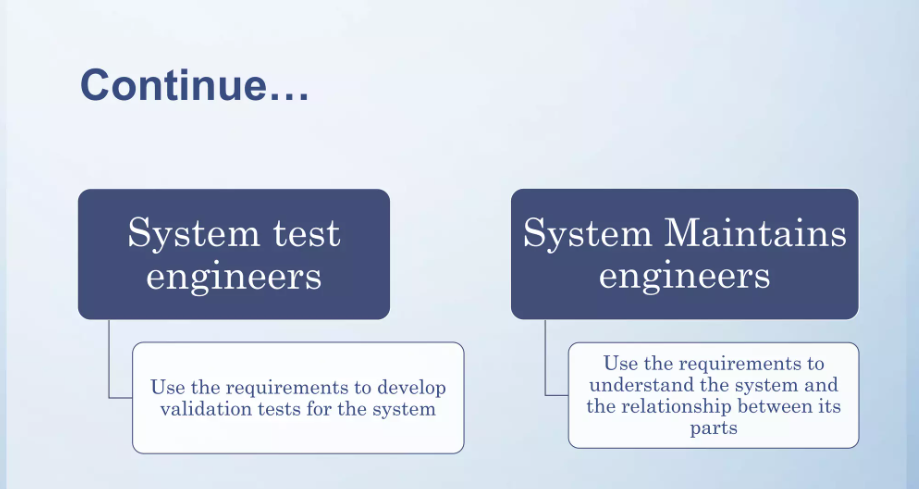 Continue…
System test
engineers
Use the requirements to develop
validation tests for the system
System Maintains
engineers
Use the requirements to
understand the system and
the relationship between its
parts